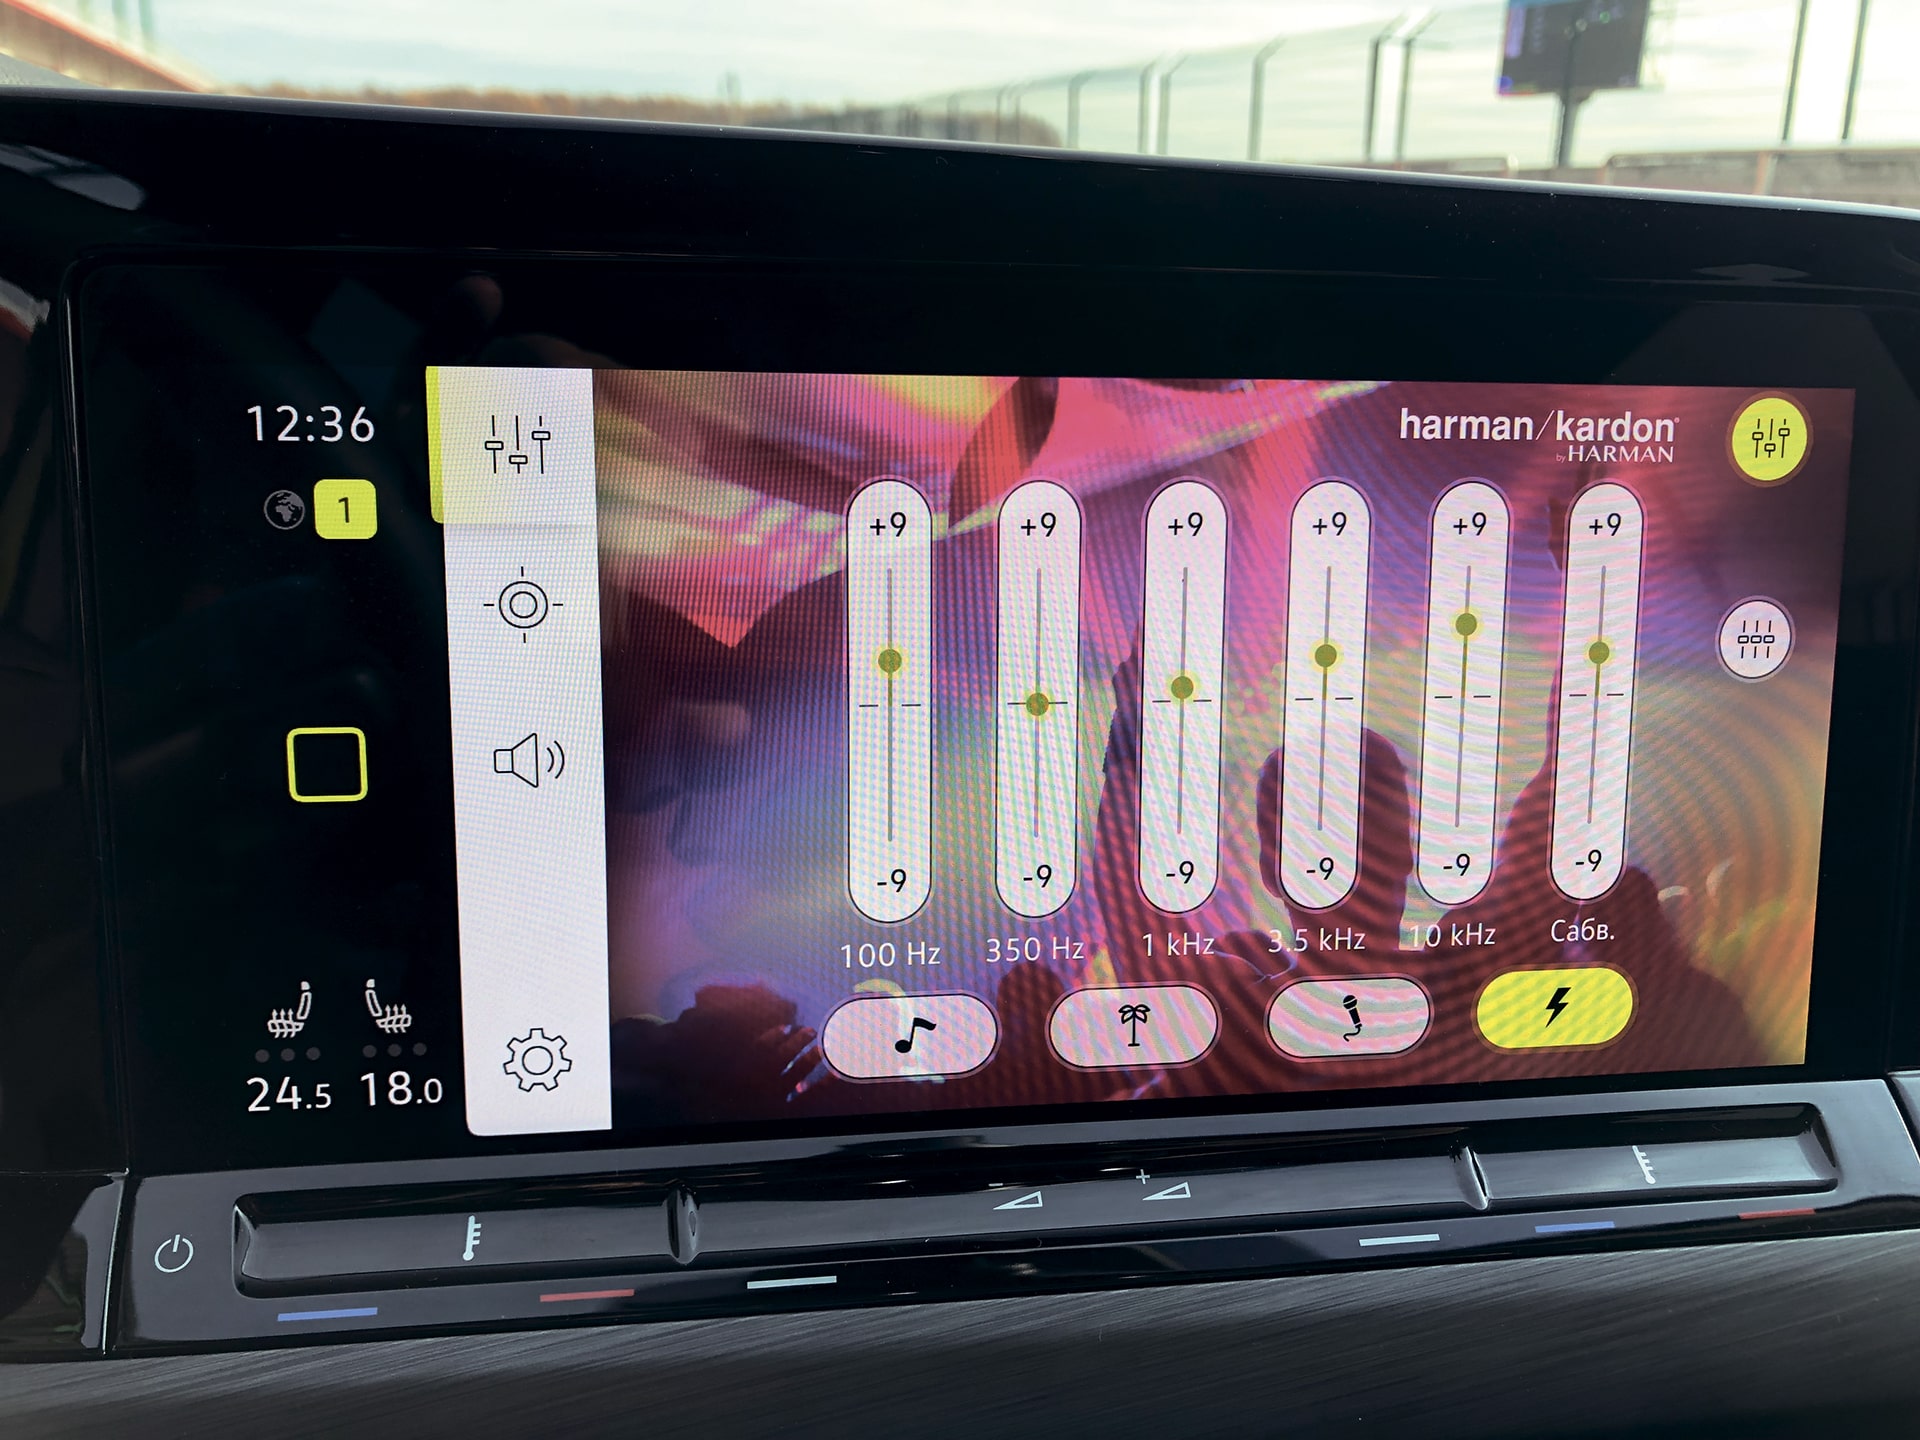 12:36
1
harman/kardon®
by HARMAN
+9 +9 +9 +9 +9 +9
-9 -9 -9 -9 -9 -9
100 Hz 350 Hz 1 kHz 3.5 kHz 10 kHz Сабв.
24.5 18.0
- +